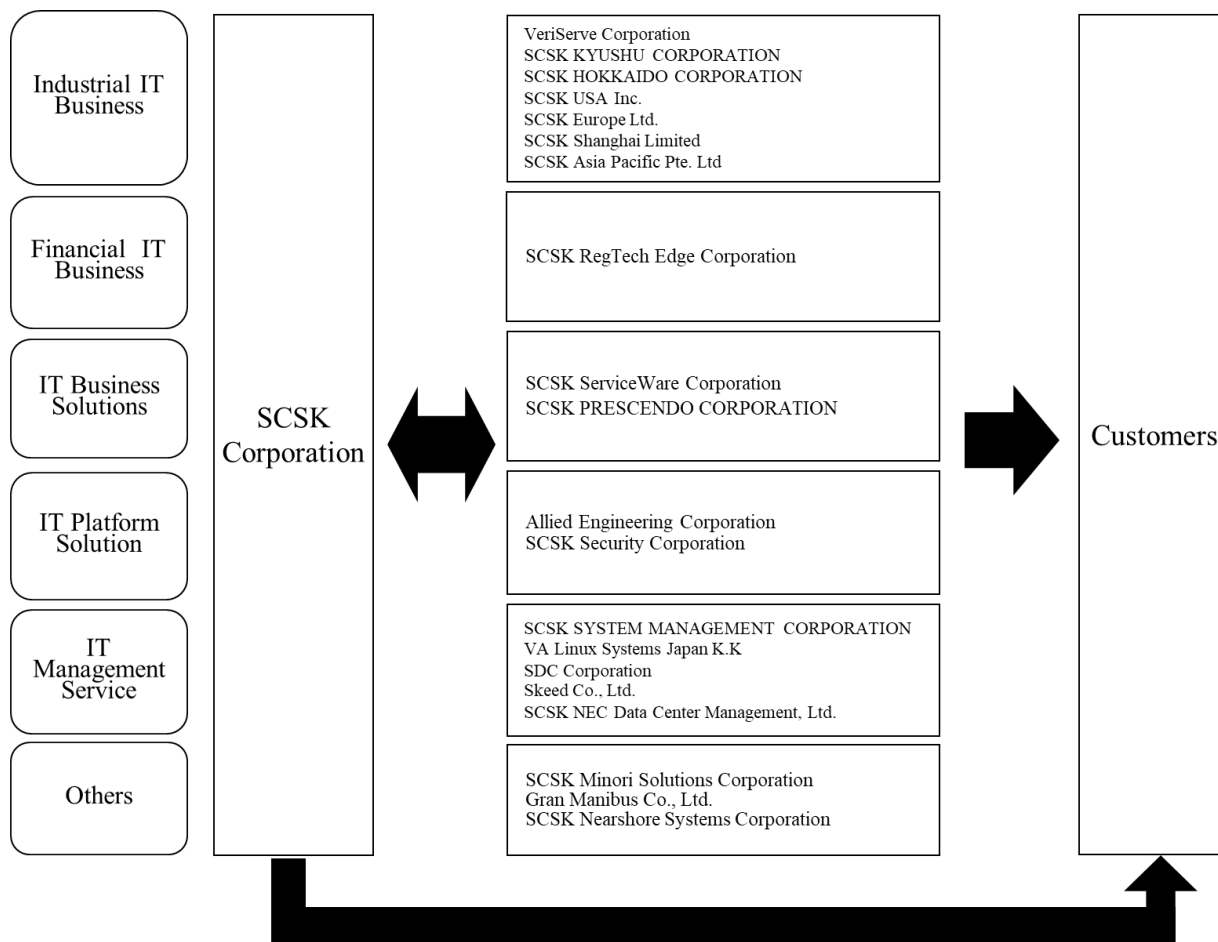 Industrial IT
Business
Financial IT
Business
IT Business
Solutions
IT Platform
Solution
IT
Management
Service
Others
SCSK
Corporation
VeriServe Corporation
SCSK KYUSHU CORPORATION
SCSK HOKKAIDO CORPORATION
SCSK USA Inc.
SCSK Europe Ltd.
SCSK Shanghai Limited
SCSK Asia Pacific Pte. Ltd
SCSK RegTech Edge Corporation
SCSK ServiceWare Corporation
SCSK PRESCENDO CORPORATION
Allied Engineering Corporation
SCSK Security Corporation
SCSK SYSTEM MANAGEMENT CORPORATION
VA Linux Systems Japan K.K
SDC Corporation
Skeed Co., Ltd.
SCSK NEC Data Center Management, Ltd.
SCSK Minori Solutions Corporation
Gran Manibus Co., Ltd.
SCSK Nearshore Systems Corporation
Customers